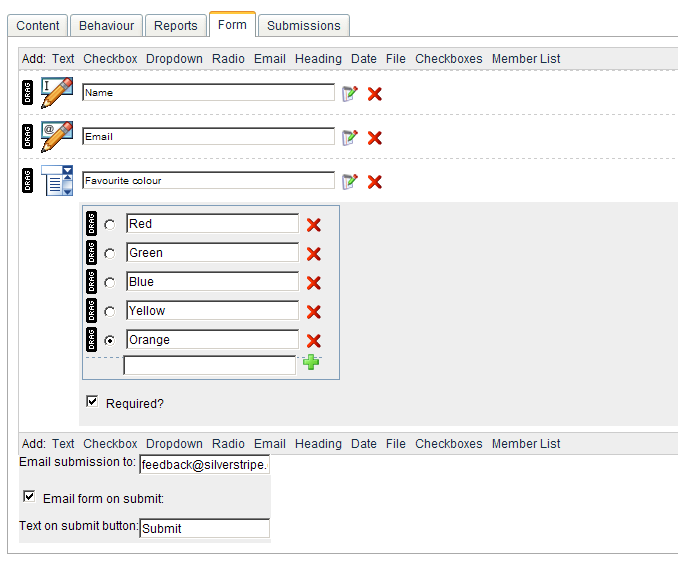 Content Behaviour Reports Form Submissions
Add: Text Checkbox Dropdown Radio Email Heading Date File Checkboxes Member List
DRAG I Name
DRAG @ Email
DRAG Favourite colour
DRAG Red
DRAG Green
DRAG Blue
DRAG Yellow
DRAG Orange
Required?
Add: Text Checkbox Dropdown Radio Email Heading Date File Checkboxes Member List
Email submission to: feedback@silverstripe.
Email form on submit:
Text on submit button: Submit